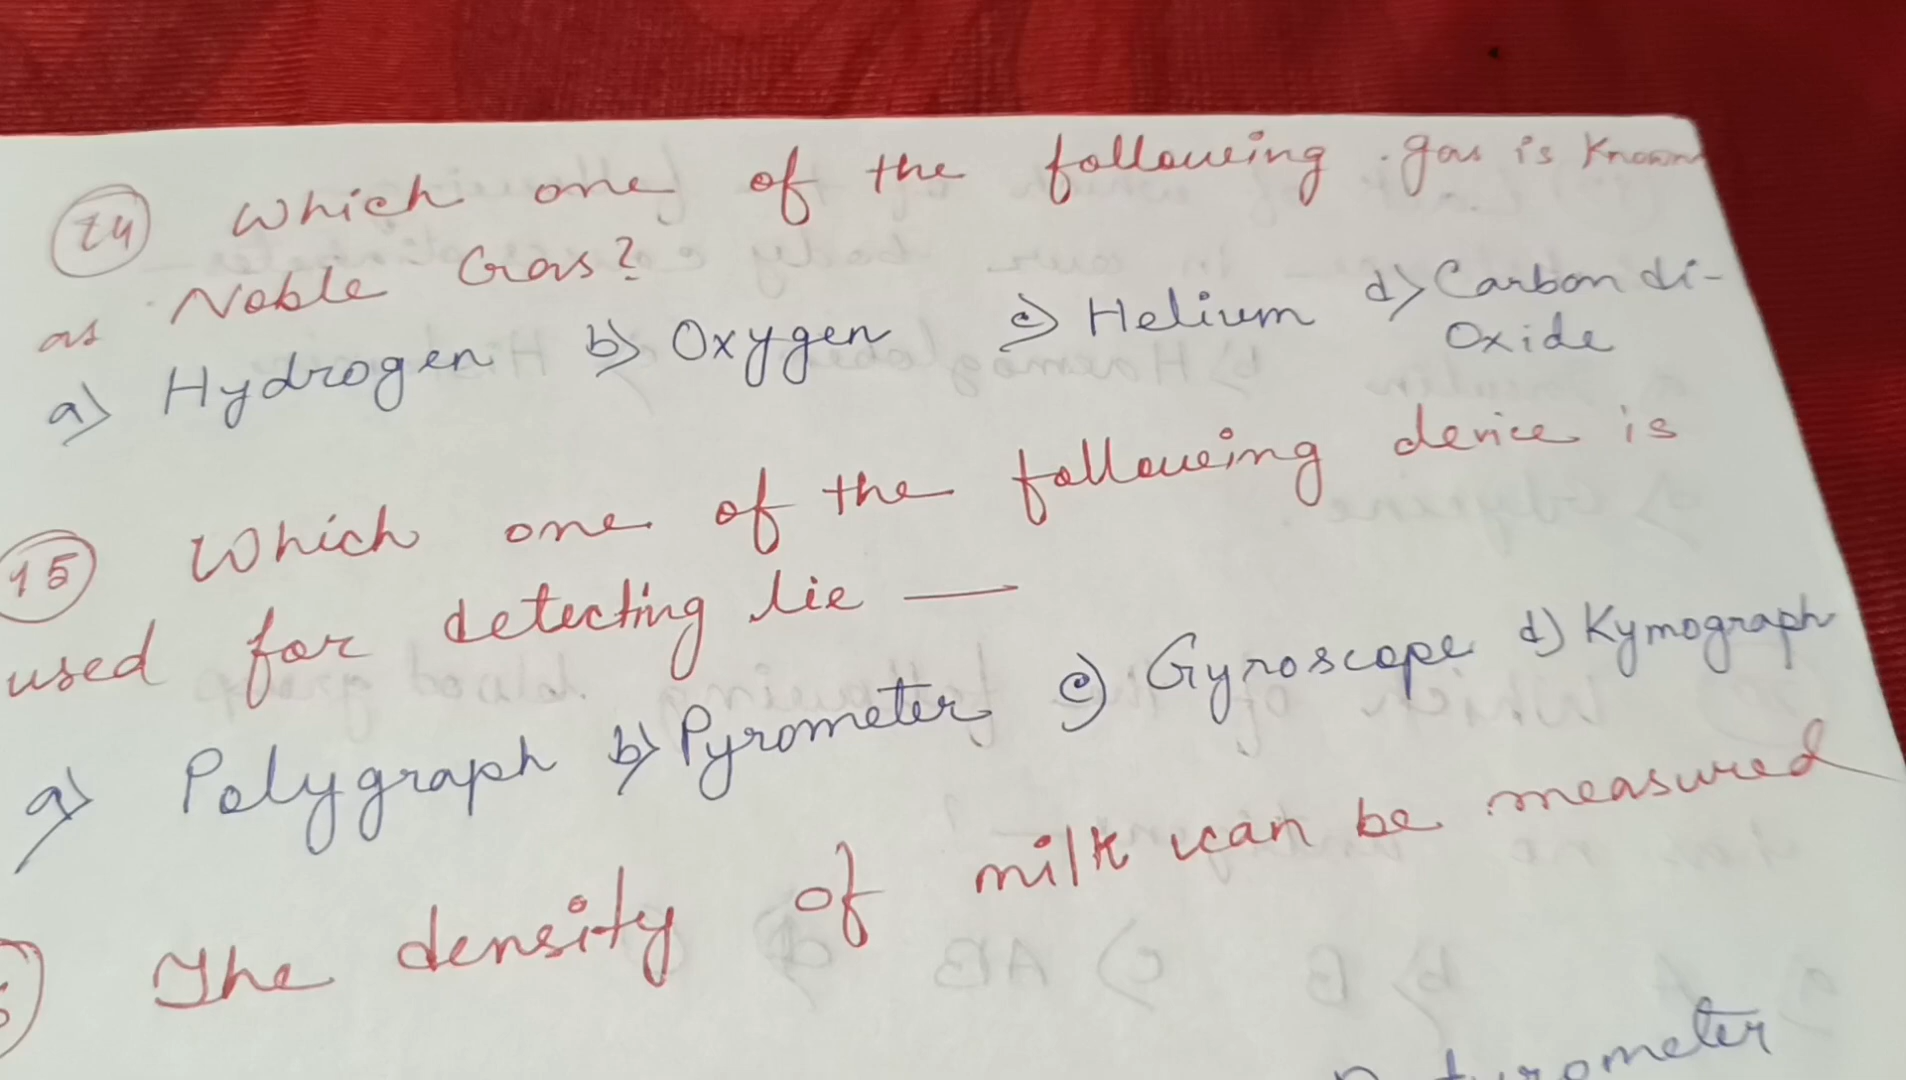 14 Which one of the following gas is known
as Noble Gas?
a) Hydrogen b) Oxygen c) Helium d) Carbon di-
Oxide
15 Which one of the following device is
used for detecting lie —
a) Polygraph b) Pyrometer c) Gyroscope d) Kymograph
The density of milk can be measured